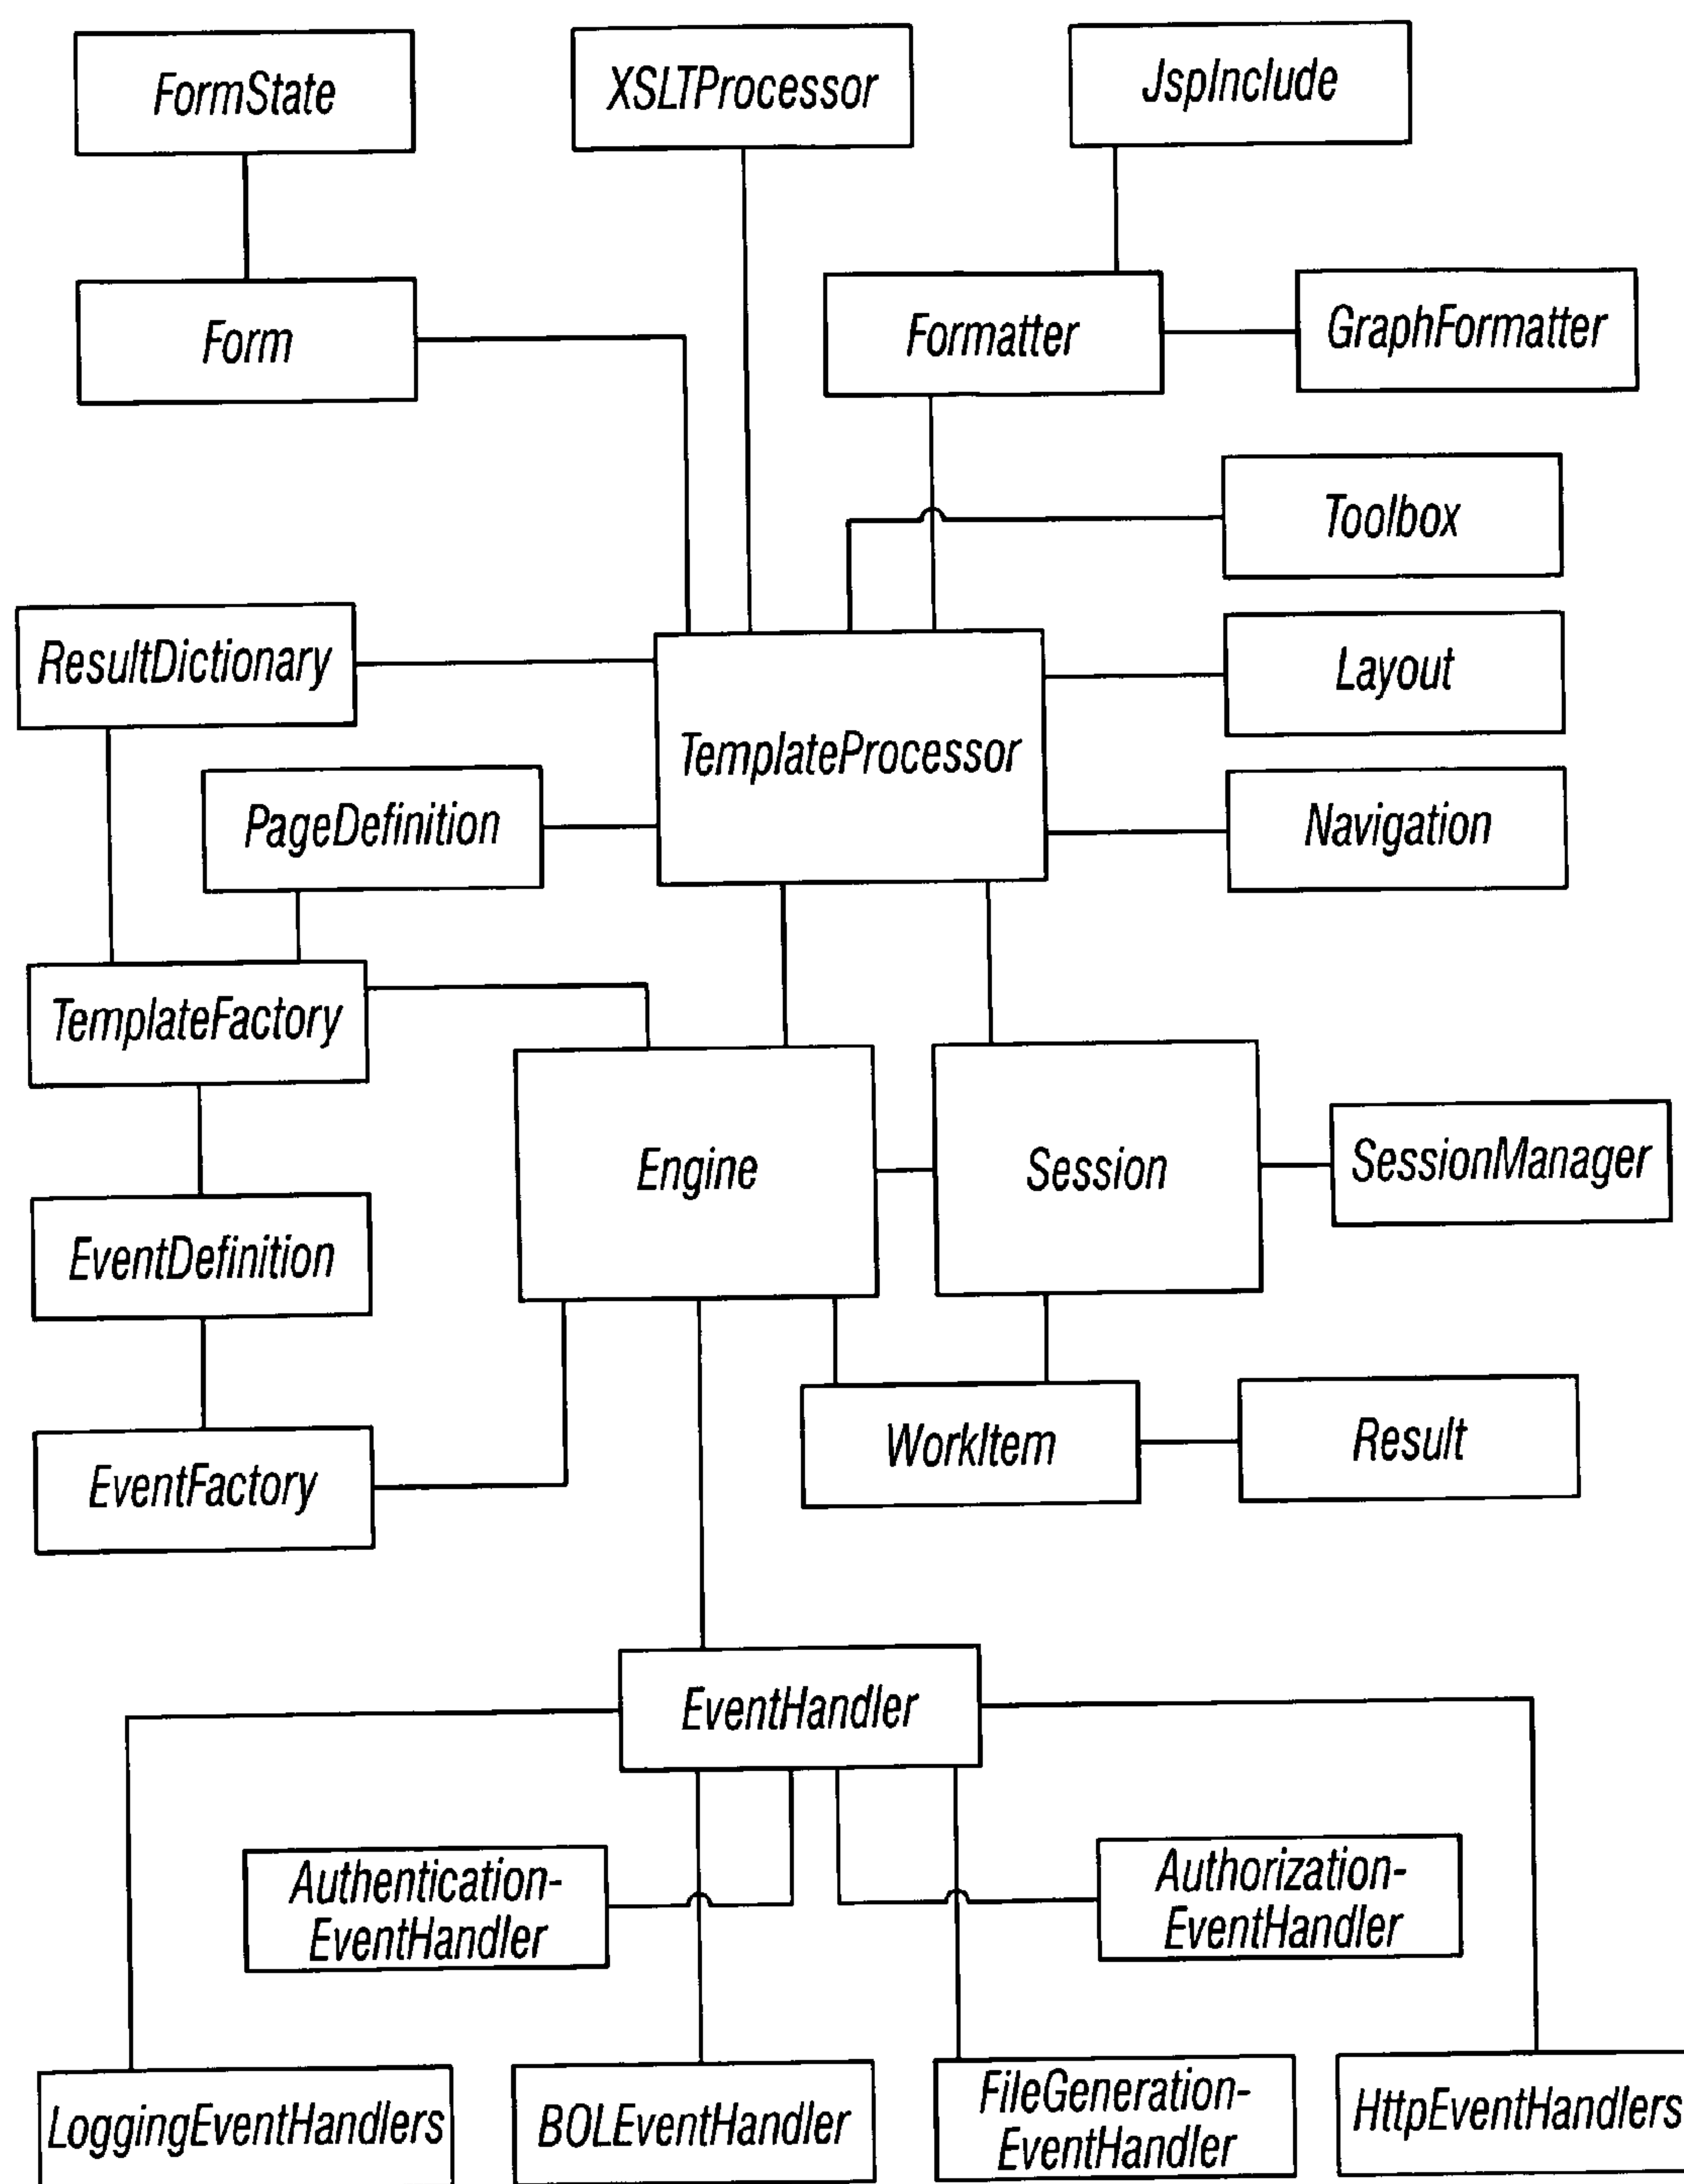 FormState
XSLTProcessor
JspInclude
Form
Formatter
GraphFormatter
Toolbox
ResultDictionary
Layout
TemplateProcessor
PageDefinition
Navigation
TemplateFactory
Engine
Session
SessionManager
EventDefinition
WorkItem
Result
EventFactory
EventHandler
Authentication-
EventHandler
Authorization-
EventHandler
LoggingEventHandlers
BOLEventHandler
FileGeneration-
EventHandler
HttpEventHandlers